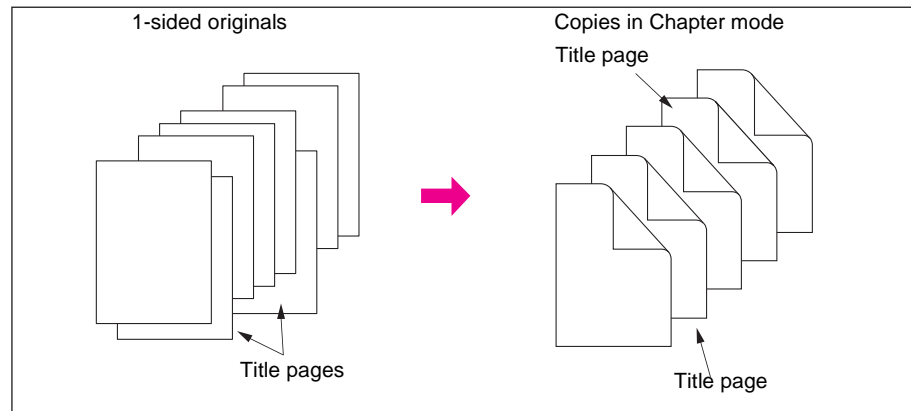 1-sided originals
Copies in Chapter mode
Title page
Title pages
Title page